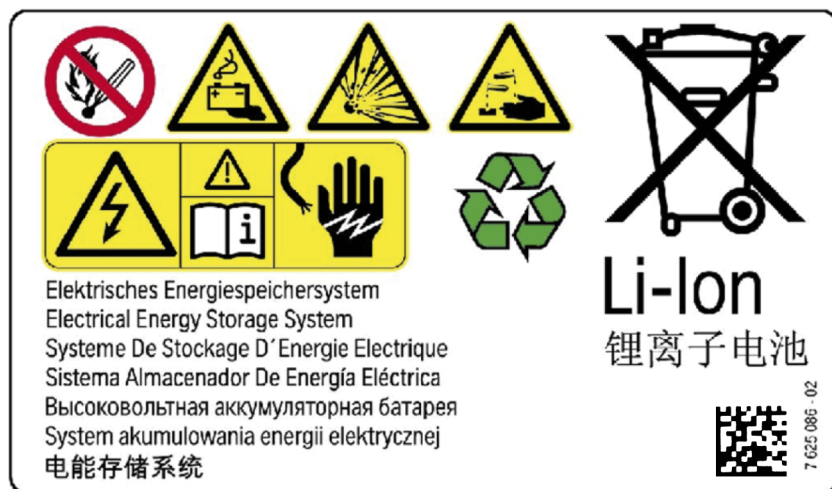 Elektrisches Energiespeichersystem
Electrical Energy Storage System
Systeme De Stockage D´Energie Electrique
Sistema Almacenador De Energía Eléctrica
Высоковольтная аккумуляторная батарея
System akumulowania energii elektrycznej
电能存储系统
Li-Ion
锂离子电池
7 625 086 - 02